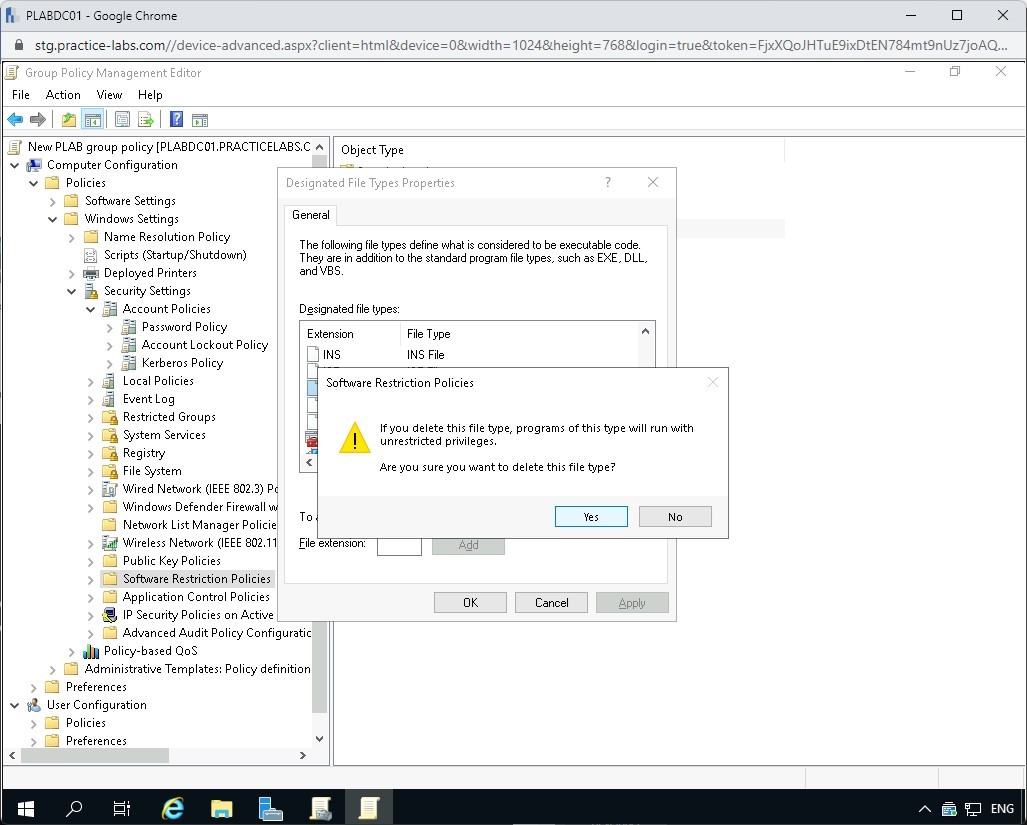 PLABDC01 - Google Chrome
stg.practice-labs.com//device-advanced.aspx?client=html&device=0&width=1024&height=768&login=true&token=FjxXQoJHTuE9ixDtEN784mt9nUz7joAQ...
Group Policy Management Editor
File Action View Help
New PLAB group policy [PLABDC01.PRACTICELABS.C
Computer Configuration
Policies
Software Settings
Windows Settings
Name Resolution Policy
Scripts (Startup/Shutdown)
Deployed Printers
Security Settings
Account Policies
Password Policy
Account Lockout Policy
Kerberos Policy
Local Policies
Event Log
Restricted Groups
System Services
Registry
File System
Wired Network (IEEE 802.3) Po
Windows Defender Firewall w
Network List Manager Policie
Wireless Network (IEEE 802.11
Public Key Policies
Software Restriction Policies
Application Control Policies
IP Security Policies on Active
Advanced Audit Policy Configuratic
Policy-based QoS
Administrative Templates: Policy definition
Preferences
User Configuration
Policies
Preferences
Object Type
Designated File Types Properties
?
General
The following file types define what is considered to be executable code.
They are in addition to the standard program file types, such as EXE, DLL,
and VBS.
Designated file types:
Extension File Type
INS INS File
Software Restriction Policies
If you delete this file type, programs of this type will run with
unrestricted privileges.
Are you sure you want to delete this file type?
Yes No
To
File extension: Add
OK Cancel Apply
ENG